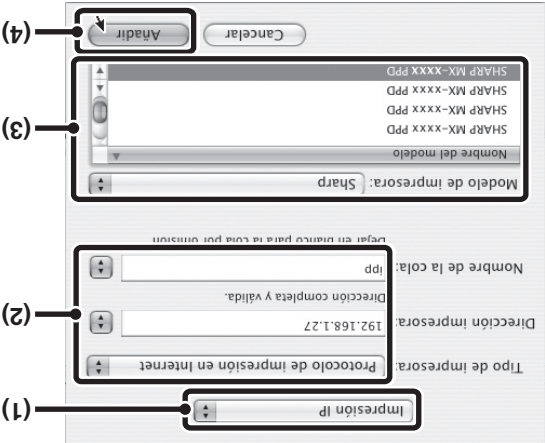 (1)
Impresión IP
Tipo de impresora: Protocolo de impresión en Internet
(2)
Dirección impresora: 192.168.1.27
Dirección completa y válida.
Nombre de la cola: ipp
Dejar en blanco para la cola por omisión
Modelo de impresora: Sharp
(3)
Nombre del modelo
SHARP MX-xxxx PPD
SHARP MX-xxxx PPD
SHARP MX-xxxx PPD
SHARP MX-xxxx PPD
(4)
Cancelar
Añadir